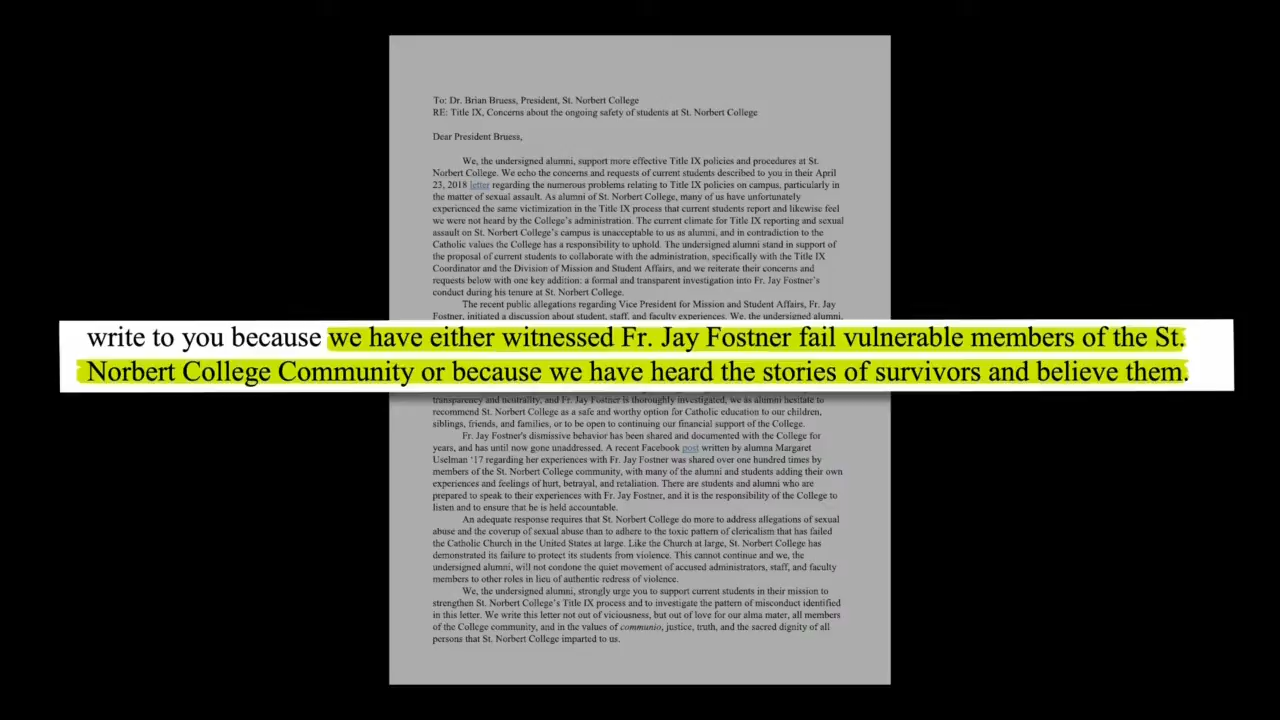 To: Dr. Brian Bruess, President, St. Norbert College
RE: Title IX, Concerns about the ongoing safety of students at St. Norbert College
Dear President Bruess,
We, the undersigned alumni, support more effective Title IX policies and procedures at St.
Norbert College. We echo the concerns and requests of current students described to you in their April
23, 2018 letter regarding the numerous problems relating to Title IX policies on campus, particularly in
the matter of sexual assault. As alumni of St. Norbert College, many of us have unfortunately
experienced the same victimization in the Title IX process that current students report and likewise feel
we were not heard by the College's administration. The current climate for Title IX reporting and sexual
assault on St. Norbert College's campus is unacceptable to us as alumni, and in contradiction to the
Catholic values the College has a responsibility to uphold. The undersigned alumni stand in support of
the proposal of current students to collaborate with the administration, specifically with the Title IX
Coordinator and the Division of Mission and Student Affairs, and we reiterate their concerns and
requests below with one key addition: a formal and transparent investigation into Fr. Jay Fostner's
conduct during his tenure at St. Norbert College.
The recent public allegations regarding Vice President for Mission and Student Affairs, Fr. Jay
Fostner, initiated a discussion about student, staff, and faculty experiences. We, the undersigned alumni,
write to you because we have either witnessed Fr. Jay Fostner fail vulnerable members of the St.
Norbert College Community or because we have heard the stories of survivors and believe them.
transparency and neutrality, and Fr. Jay Fostner is thoroughly investigated, we as alumni hesitate to
recommend St. Norbert College as a safe and worthy option for Catholic education to our children,
siblings, friends, and families, or to be open to continuing our financial support of the College.
Fr. Jay Fostner's dismissive behavior has been shared and documented with the College for
years, and has until now gone unaddressed. A recent Facebook post written by alumna Margaret
Uselman '17 regarding her experiences with Fr. Jay Fostner was shared over one hundred times by
members of the St. Norbert College community, with many of the alumni and students adding their own
experiences and feelings of hurt, betrayal, and retaliation. There are students and alumni who are
prepared to speak to their experiences with Fr. Jay Fostner, and it is the responsibility of the College to
listen and to ensure that he is held accountable.
An adequate response requires that St. Norbert College do more to address allegations of sexual
abuse and the coverup of sexual abuse than to adhere to the toxic pattern of clericalism that has failed
the Catholic Church in the United States at large. Like the Church at large, St. Norbert College has
demonstrated its failure to protect its students from violence. This cannot continue and we, the
undersigned alumni, will not condone the quiet movement of accused administrators, staff, and faculty
members to other roles in lieu of authentic redress of violence.
We, the undersigned alumni, strongly urge you to support current students in their mission to
strengthen St. Norbert College's Title IX process and to investigate the pattern of misconduct identified
in this letter. We write this letter not out of viciousness, but out of love for our alma mater, all members
of the College community, and in the values of communio, justice, truth, and the sacred dignity of all
persons that St. Norbert College imparted to us.